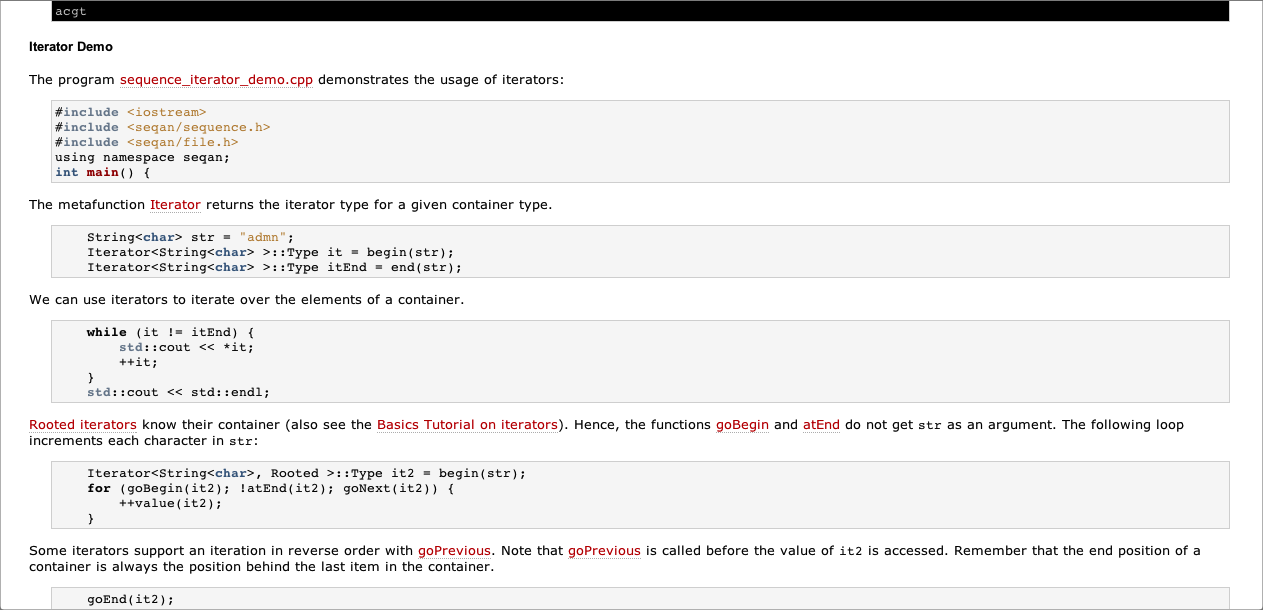 acgt
Iterator Demo
The program sequence_iterator_demo.cpp demonstrates the usage of iterators:
#include <iostream>
#include <seqan/sequence.h>
#include <seqan/file.h>
using namespace seqan;
int main() {
The metafunction Iterator returns the iterator type for a given container type.
    String<char> str = "admn";
    Iterator<String<char> >::Type it = begin(str);
    Iterator<String<char> >::Type itEnd = end(str);
We can use iterators to iterate over the elements of a container.
    while (it != itEnd) {
        std::cout << *it;
        ++it;
    }
    std::cout << std::endl;
Rooted iterators know their container (also see the Basics Tutorial on iterators). Hence, the functions goBegin and atEnd do not get str as an argument. The following loop
increments each character in str:
    Iterator<String<char>, Rooted >::Type it2 = begin(str);
    for (goBegin(it2); !atEnd(it2); goNext(it2)) {
        ++value(it2);
    }
Some iterators support an iteration in reverse order with goPrevious. Note that goPrevious is called before the value of it2 is accessed. Remember that the end position of a
container is always the position behind the last item in the container.
    goEnd(it2);